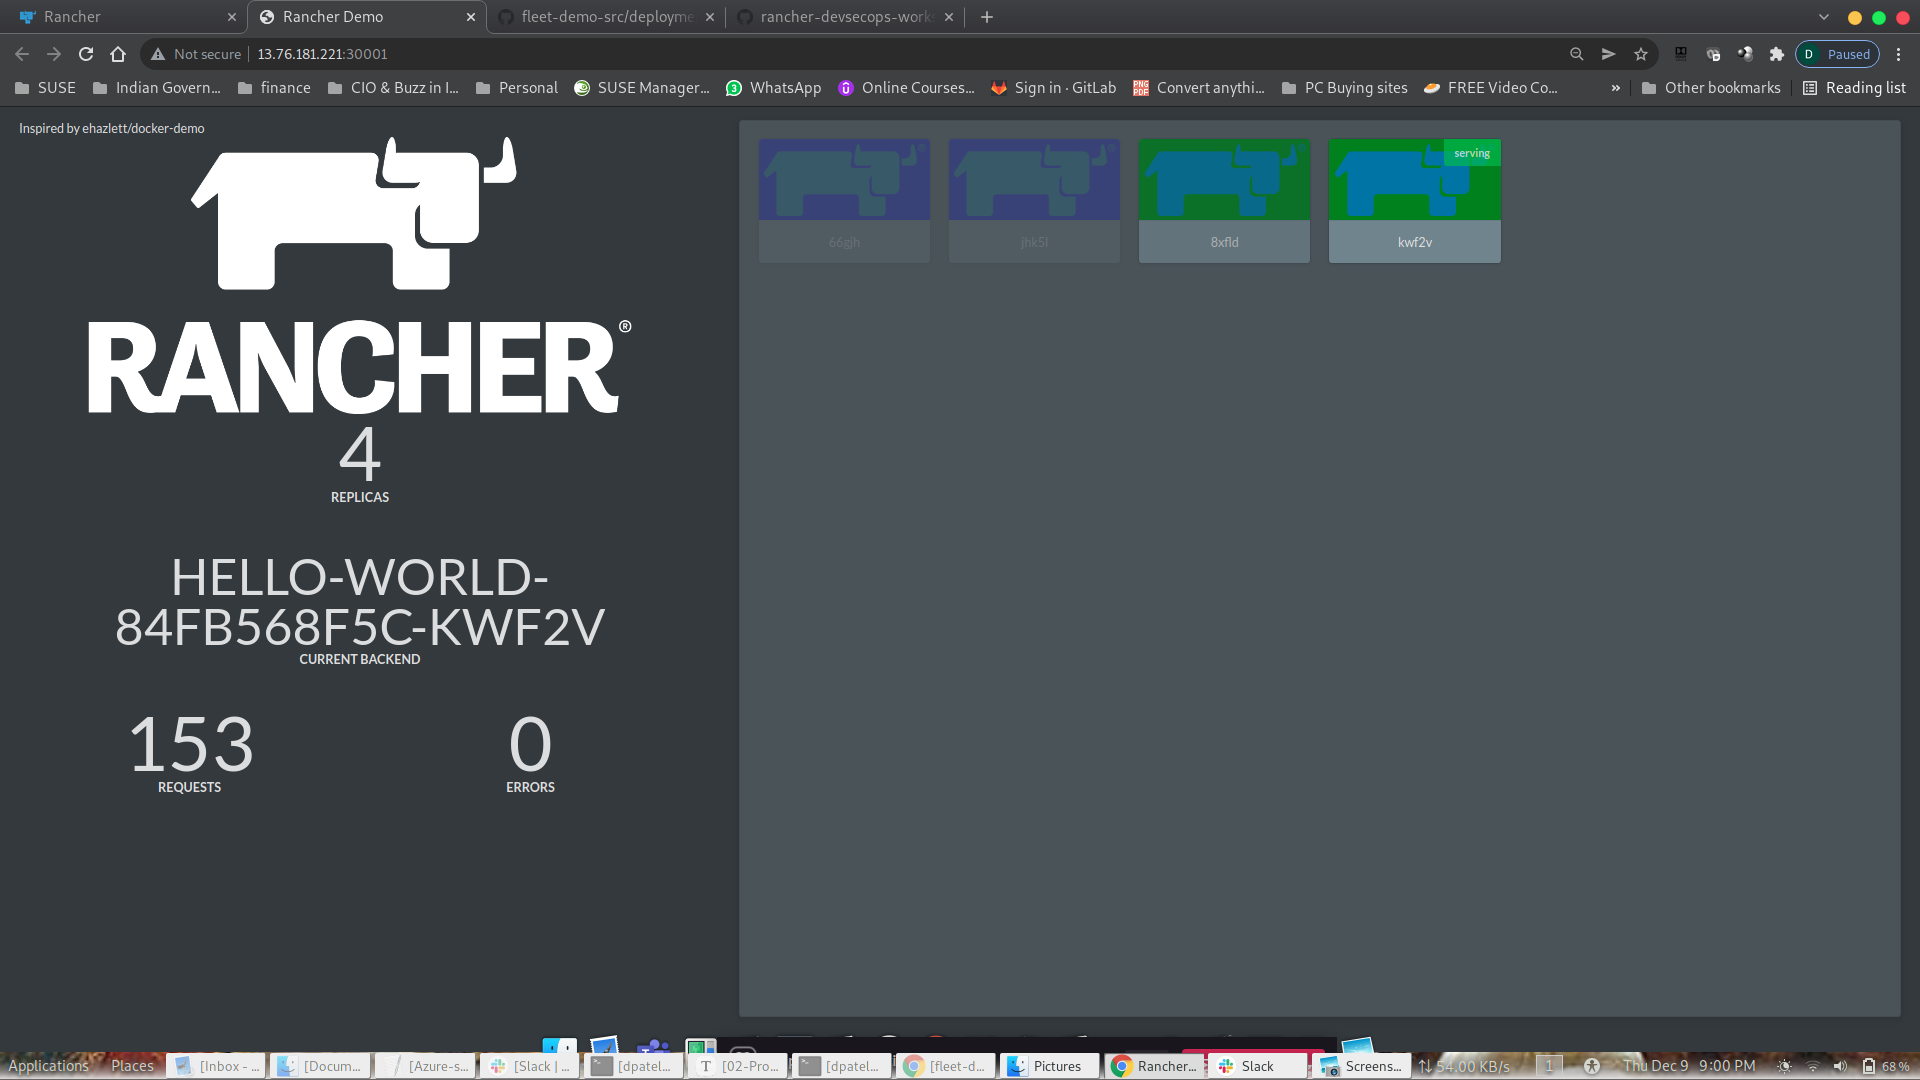 Rancher
Rancher Demo
fleet-demo-src/deployme
rancher-devsecops-work
Not secure
13.76.181.221:30001
D
Paused
SUSE
Indian Govern...
finance
CIO & Buzz in I...
Personal
SUSE Manager...
WhatsApp
Online Courses...
Sign in · GitLab
Convert anythi...
PC Buying sites
FREE Video Co...
»
Other bookmarks
Reading list
Inspired by ehazlett/docker-demo
RANCHER®
4
REPLICAS
HELLO-WORLD-
84FB568F5C-KWF2V
CURRENT BACKEND
153
REQUESTS
0
ERRORS
66gjh
jhk5l
8xfld
serving
kwf2v
Applications
Places
[Inbox - ...
[Docum...
[Azure-s...
[Slack | ...
[dpatel...
[02-Pro...
[dpatel...
[fleet-d...
Pictures
Rancher...
Slack
Screens...
54.00 KB/s
1
Thu Dec 9 9:00 PM
68 %